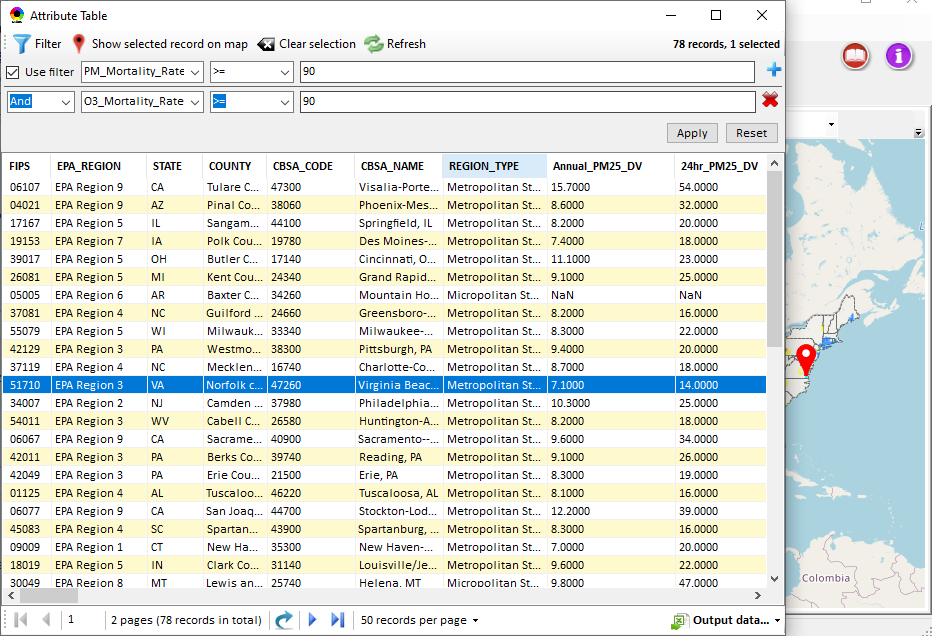 Attribute Table
Filter Show selected record on map Clear selection Refresh 78 records, 1 selected
Use filter PM_Mortality_Rate >= 90
And O3_Mortality_Rate >= 90
Apply Reset
FIPS EPA_REGION STATE COUNTY CBSA_CODE CBSA_NAME REGION_TYPE Annual_PM25_DV 24hr_PM25_DV
06107 EPA Region 9 CA Tulare C... 47300 Visalia-Porte... Metropolitan St... 15.7000 54.0000
04021 EPA Region 9 AZ Pinal Co... 38060 Phoenix-Mes... Metropolitan St... 8.6000 32.0000
17167 EPA Region 5 IL Sangam... 44100 Springfield, IL Metropolitan St... 8.2000 21.0000
19153 EPA Region 7 IA Polk Cou... 19780 Des Moines-... Metropolitan St... 7.4000 18.0000
39017 EPA Region 5 OH Butler C... 17140 Cincinnati, O... Metropolitan St... 11.1000 23.0000
26081 EPA Region 5 MI Kent Cou... 24340 Grand Rapid... Metropolitan St... 9.1000 25.0000
05005 EPA Region 6 AR Baxter C... 34260 Mountain Ho... Micropolitan St... NaN NaN
37081 EPA Region 4 NC Guilford ... 24660 Greensboro-... Metropolitan St... 8.2000 16.0000
55079 EPA Region 5 WI Milwauk... 33340 Milwaukee-... Metropolitan St... 8.3000 22.0000
42129 EPA Region 3 PA Westmo... 38300 Pittsburgh, PA Metropolitan St... 9.4000 20.0000
37119 EPA Region 4 NC Mecklen... 16740 Charlotte-Co... Metropolitan St... 8.7000 18.0000
51710 EPA Region 3 VA Norfolk c... 47260 Virginia Beac... Metropolitan St... 7.1000 14.0000
34007 EPA Region 2 NJ Camden ... 37980 Philadelphia... Metropolitan St... 10.3000 25.0000
54011 EPA Region 3 WV Cabell C... 26580 Huntington-A... Metropolitan St... 8.2000 18.0000
06067 EPA Region 9 CA Sacrame... 40900 Sacramento--... Metropolitan St... 9.6000 34.0000
42011 EPA Region 3 PA Berks Co... 39740 Reading, PA Metropolitan St... 9.1000 26.0000
42049 EPA Region 3 PA Erie Cou... 21500 Erie, PA Metropolitan St... 8.3000 19.0000
01125 EPA Region 4 AL Tuscaloo... 46220 Tuscaloosa, AL Metropolitan St... 8.1000 16.0000
06077 EPA Region 9 CA San Joaq... 44700 Stockton-Lod... Metropolitan St... 12.2000 39.0000
45083 EPA Region 4 SC Spartan... 43900 Spartanburg, ... Metropolitan St... 8.3000 16.0000
09009 EPA Region 1 CT New Ha... 35300 New Haven-... Metropolitan St... 7.0000 20.0000
18019 EPA Region 5 IN Clark Co... 31140 Louisville/Je... Metropolitan St... 9.6000 22.0000
30049 EPA Region 8 MT Lewis an... 25740 Helena, MT Micropolitan St... 9.8000 47.0000
Colombia
1 2 pages (78 records in total) 50 records per page Output data...